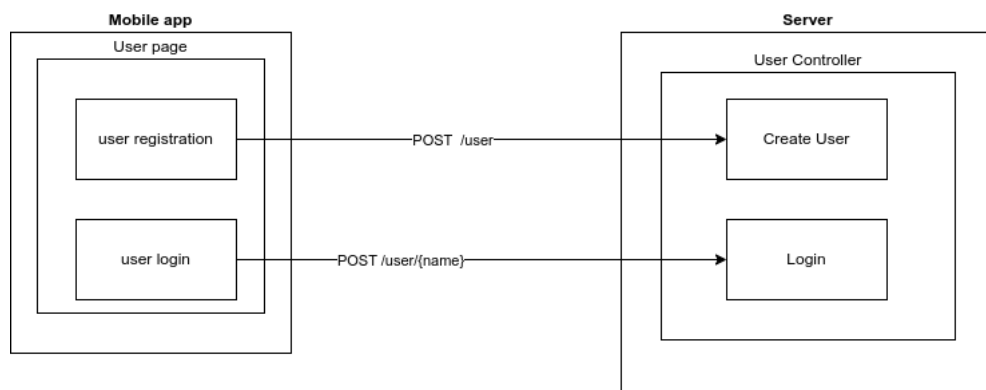 Mobile app
Server
User page
User Controller
user registration
POST /user
Create User
user login
POST /user/{name}
Login